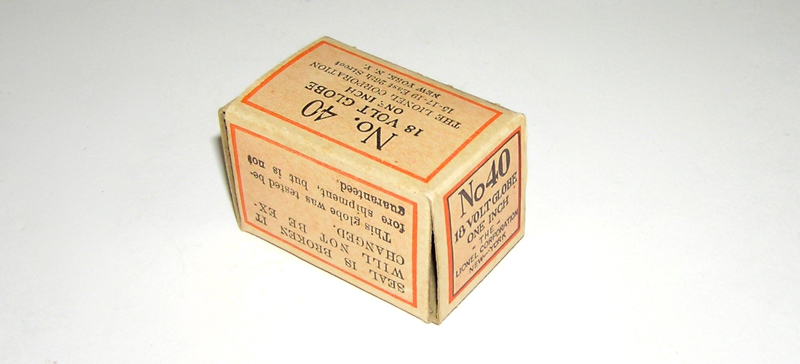 No. 40
18 VOLT GLOBE
ONE INCH
THE LIONEL CORPORATION
15-17-19 East 26th Street
NEW YORK, N. Y.
No 40
18 VOLT GLOBE
ONE INCH
THE
LIONEL CORPORATION
NEW-YORK
SEAL IS BROKEN IT
WILL NOT BE EX-
CHANGED
This globe was tested be-
fore shipment, but is not
guaranteed.